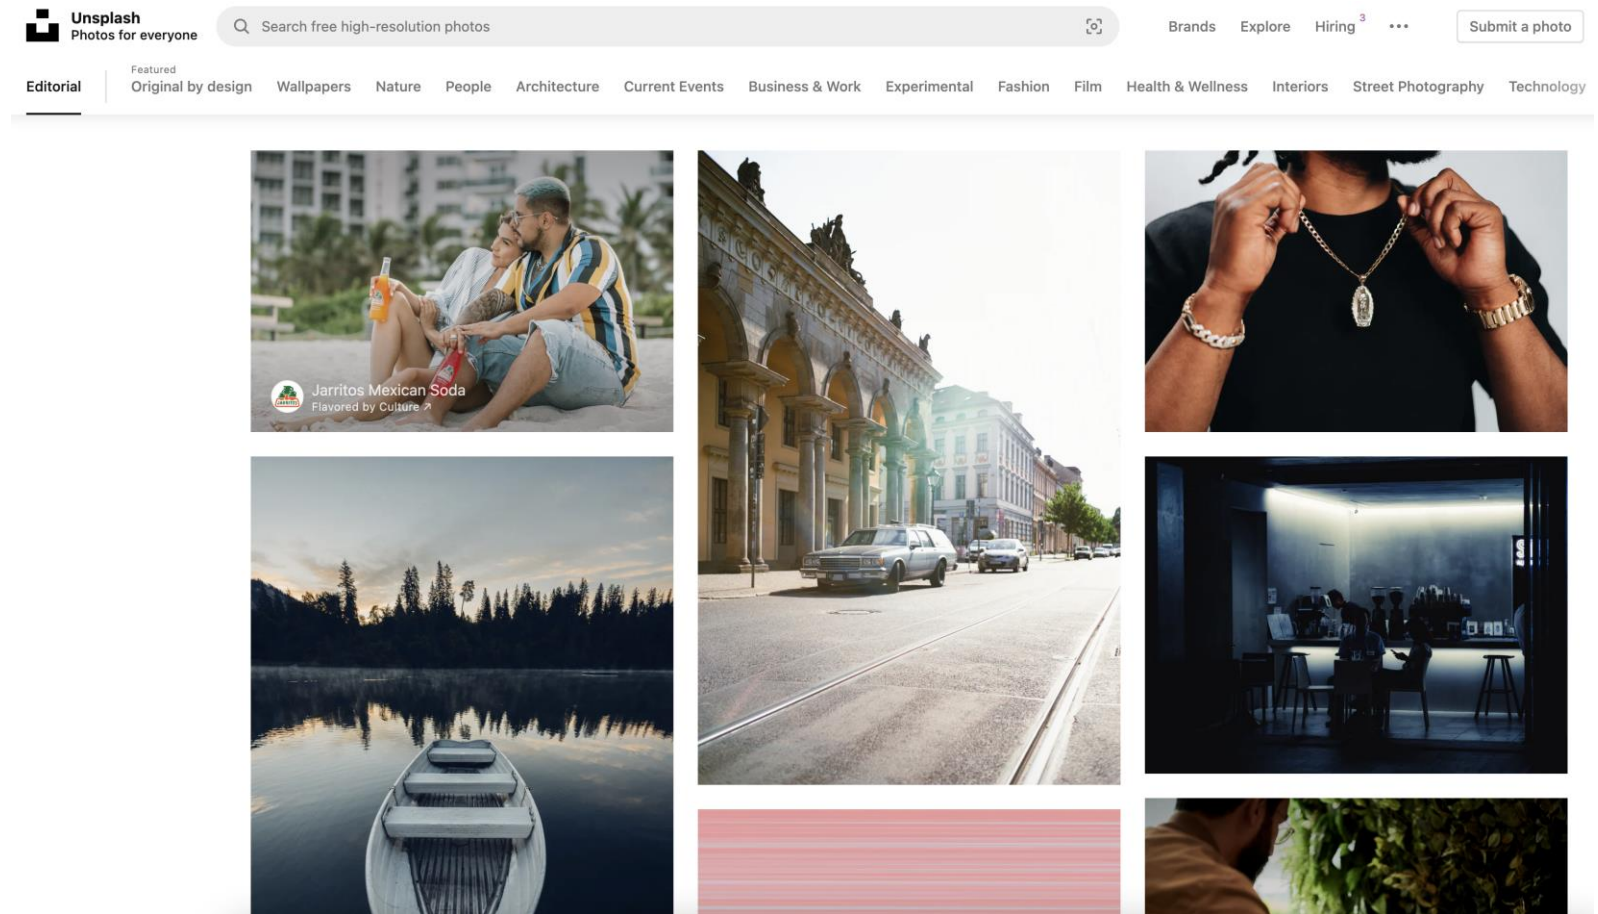 Unsplash
Photos for everyone
Search free high-resolution photos
Brands
Explore
Hiring 3
Submit a photo
Editorial
Featured
Original by design
Wallpapers
Nature
People
Architecture
Current Events
Business & Work
Experimental
Fashion
Film
Health & Wellness
Interiors
Street Photography
Technology
Jarritos Mexican Soda
Flavored by Culture